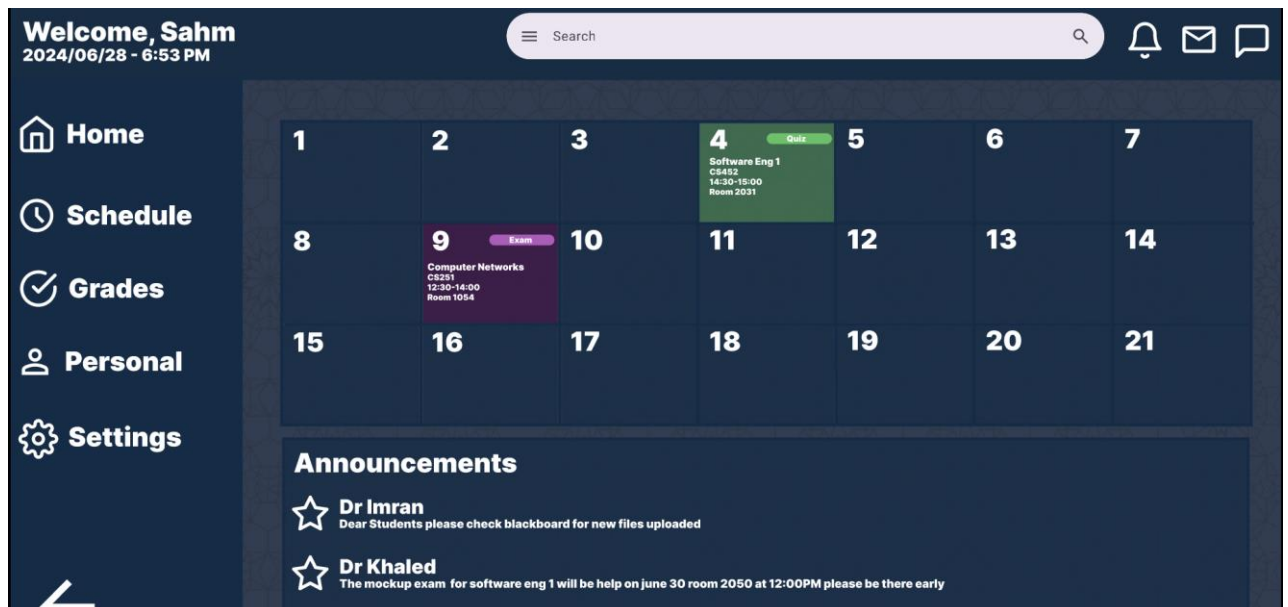 Welcome, Sahm
2024/06/28 - 6:53 PM
Search
Home
Schedule
Grades
Personal
Settings
1 2 3 4 Quiz 5 6 7
Software Eng 1
CS452
14:30-15:00
Room 2031
8 9 Exam 10 11 12 13 14
Computer Networks
CS251
12:30-14:00
Room 1054
15 16 17 18 19 20 21
Announcements
Dr Imran
Dear Students please check blackboard for new files uploaded
Dr Khaled
The mockup exam for software eng 1 will be help on june 30 room 2050 at 12:00PM please be there early